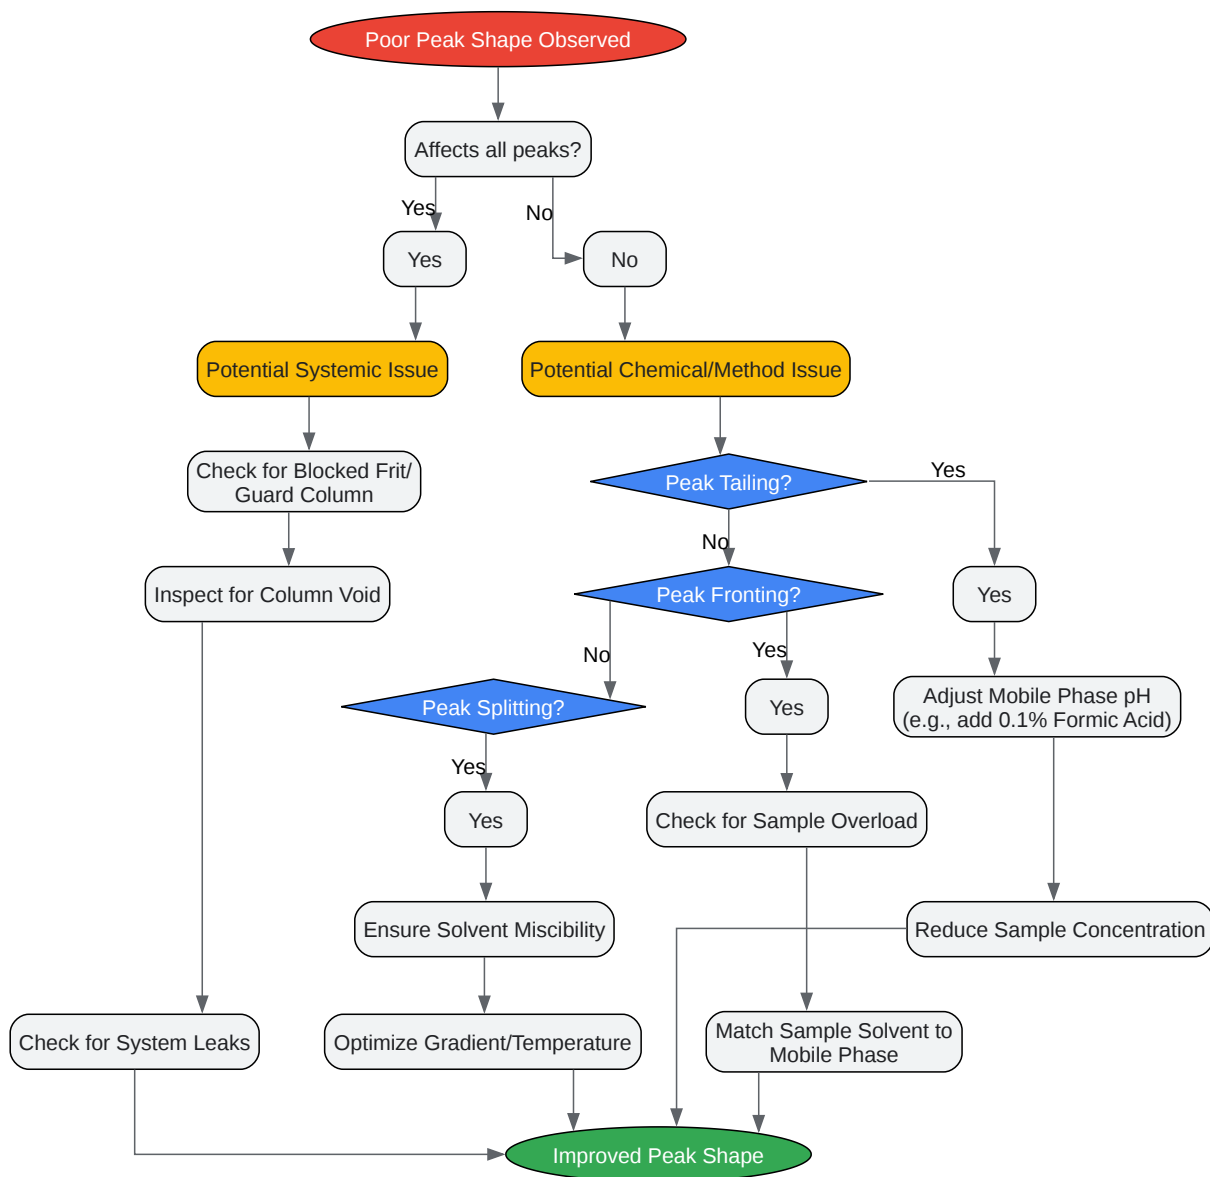 Poor Peak Shape Observed
Affects all peaks?
Yes
No
Yes
No
Potential Systemic Issue
Potential Chemical/Method Issue
Check for Blocked Frit/
Guard Column
Peak Tailing?
Yes
No
Inspect for Column Void
Peak Fronting?
Yes
No
Yes
Peak Splitting?
Yes
Adjust Mobile Phase pH
(e.g., add 0.1% Formic Acid)
Yes
Yes
Check for Sample Overload
Ensure Solvent Miscibility
Reduce Sample Concentration
Check for System Leaks
Optimize Gradient/Temperature
Match Sample Solvent to
Mobile Phase
Improved Peak Shape